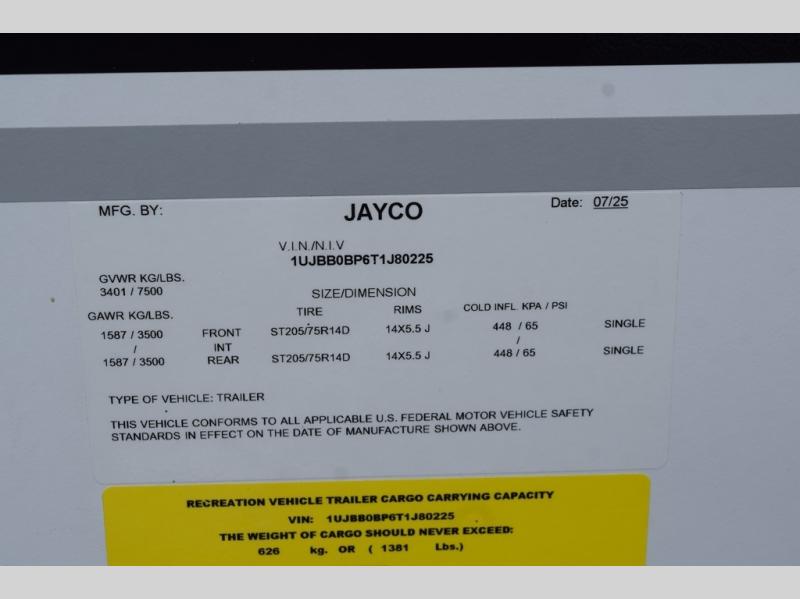 MFG. BY: JAYCO Date: 07/25
V.I.N./N.I.V
1UJBB0BP6T1J80225
GVWR KG/LBS.
3401 / 7500
SIZE/DIMENSION
GAWR KG/LBS. TIRE RIMS COLD INFL. KPA / PSI
1587 / 3500 FRONT ST205/75R14D 14X5.5 J 448 / 65 SINGLE
/ INT /
1587 / 3500 REAR ST205/75R14D 14X5.5 J 448 / 65 SINGLE
TYPE OF VEHICLE: TRAILER
THIS VEHICLE CONFORMS TO ALL APPLICABLE U.S. FEDERAL MOTOR VEHICLE SAFETY
STANDARDS IN EFFECT ON THE DATE OF MANUFACTURE SHOWN ABOVE.
RECREATION VEHICLE TRAILER CARGO CARRYING CAPACITY
VIN: 1UJBB0BP6T1J80225
THE WEIGHT OF CARGO SHOULD NEVER EXCEED:
626 kg. OR ( 1381 Lbs.)